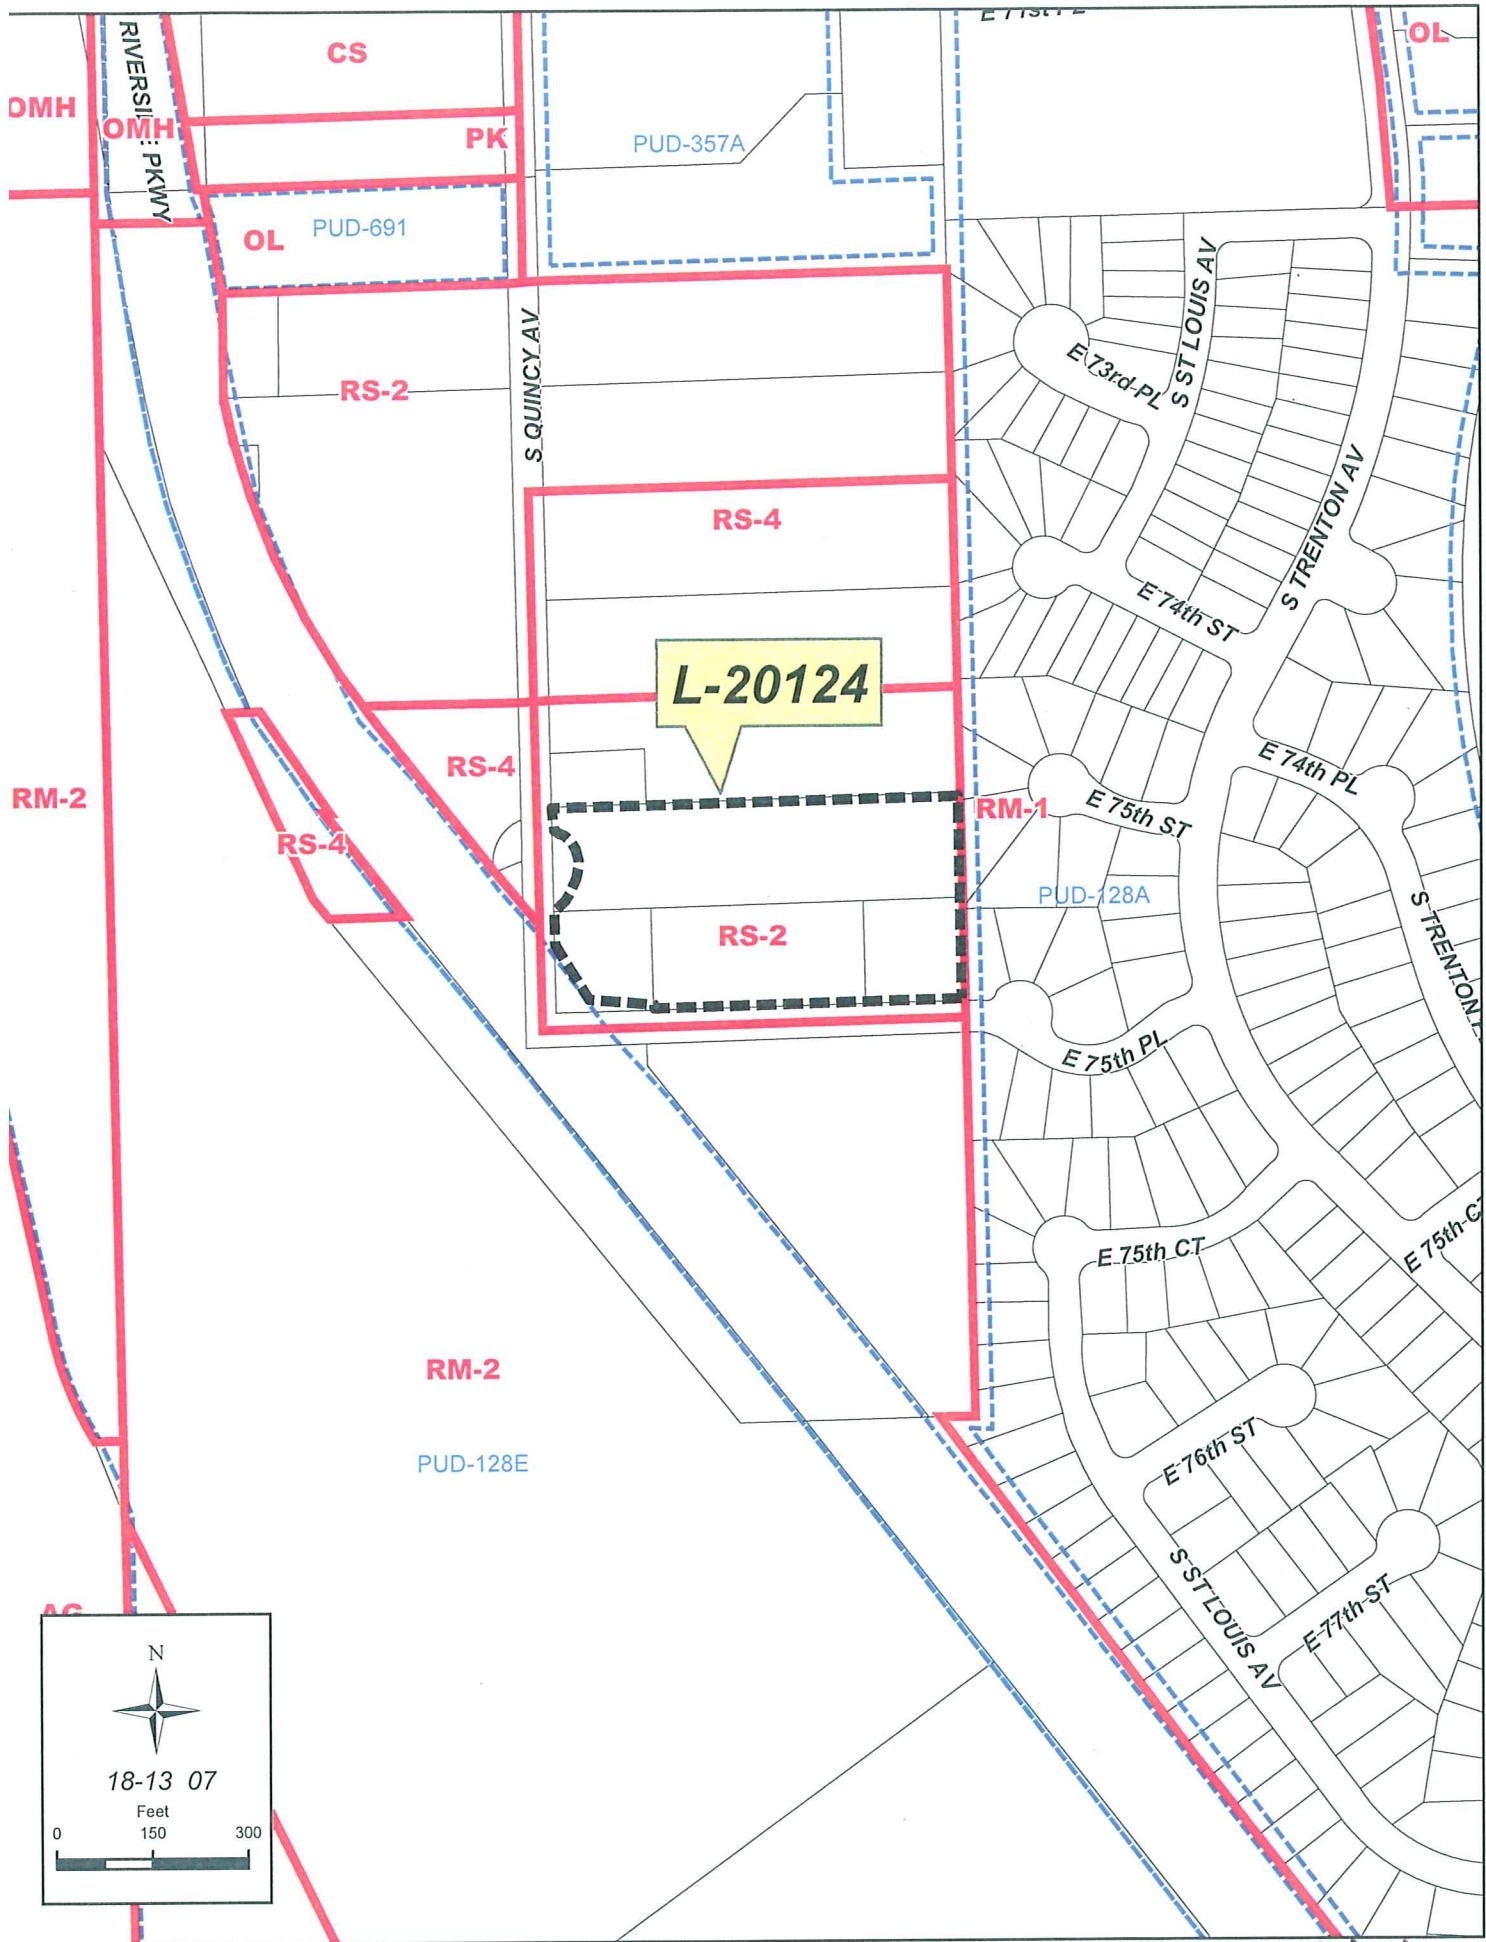 E 71st PL
OL
CS
OMH
OMH
RIVERSIDE PKWY
PK
PUD-357A
OL
PUD-691
S ST LOUIS AV
S QUINCY AV
E 73rd PL
RS-2
S TRENTON AV
RS-4
E 74th ST
L-20124
E 74th PL
RS-4
RM-2
RM-1
E 75th ST
RS-4
PUD-128A
RS-2
S TRENTON
E 75th PL
E 75th CT
E 75th C
RM-2
E 76th ST
PUD-128E
S ST LOUIS AV
E 77th ST
AG
N
18-13 07
Feet
0 150 300